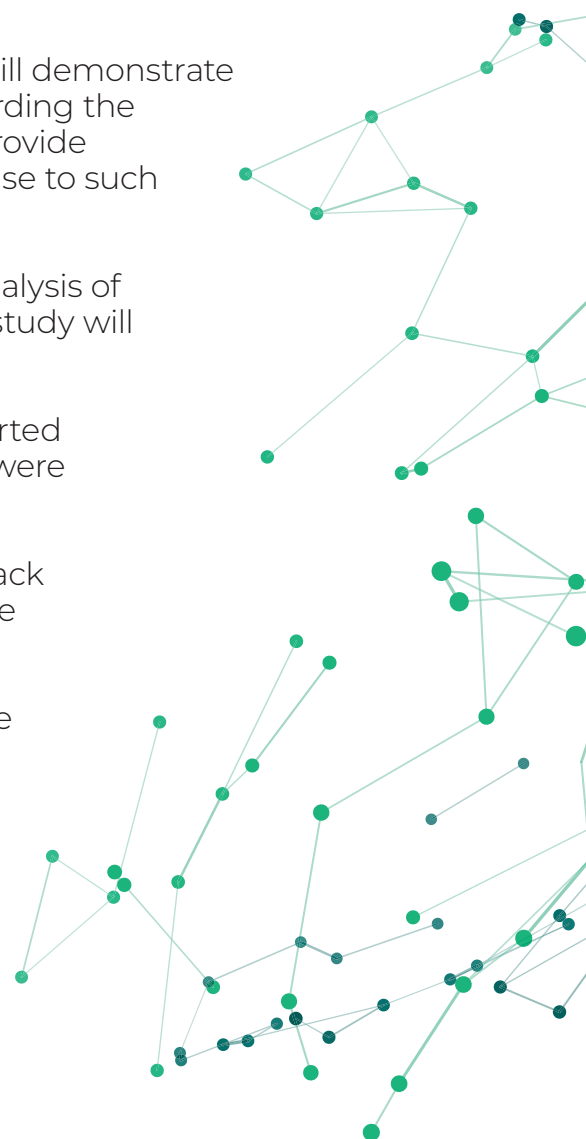 ill demonstrate
rding the
rovide
se to such
alysis of
study will
rted
were
ack
e
e